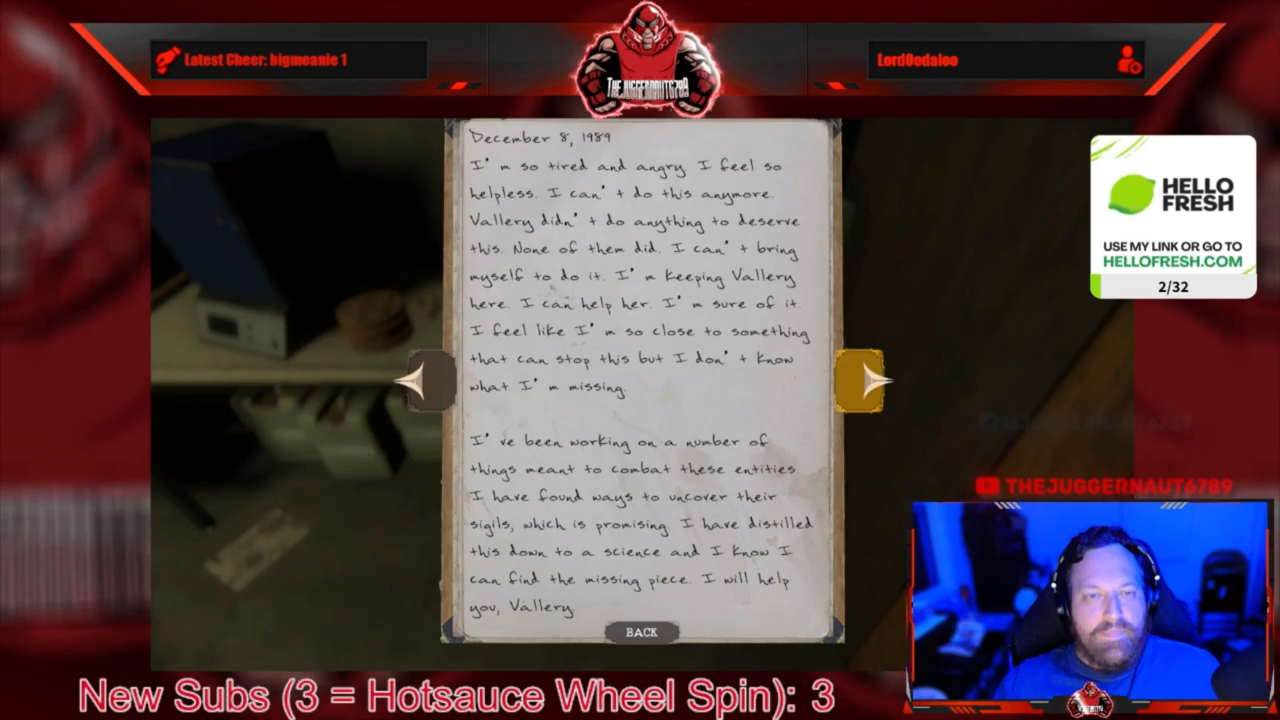 Latest Cheer: bigmeanie 1
THEJUGGERNAUT6789
LordOodaloo
December 8, 1989
I' m so tired and angry. I feel so
helpless. I can' t do this anymore.
Vallery didn' t do anything to deserve
this. None of them did. I can' t bring
myself to do it. I' m keeping Vallery
here. I can help her. I' m sure of it.
I feel like I' m so close to something
that can stop this but I don' t know
what I' m missing.
I' ve been working on a number of
things meant to combat these entities.
I have found ways to uncover their
sigils, which is promising. I have distilled
this down to a science and I know I
can find the missing piece. I will help
you, Vallery.
BACK
HELLO
FRESH
USE MY LINK OR GO TO
HELLOFRESH.COM
2/32
THEJUGGERNAUT6789
New Subs (3 = Hotsauce Wheel Spin): 3